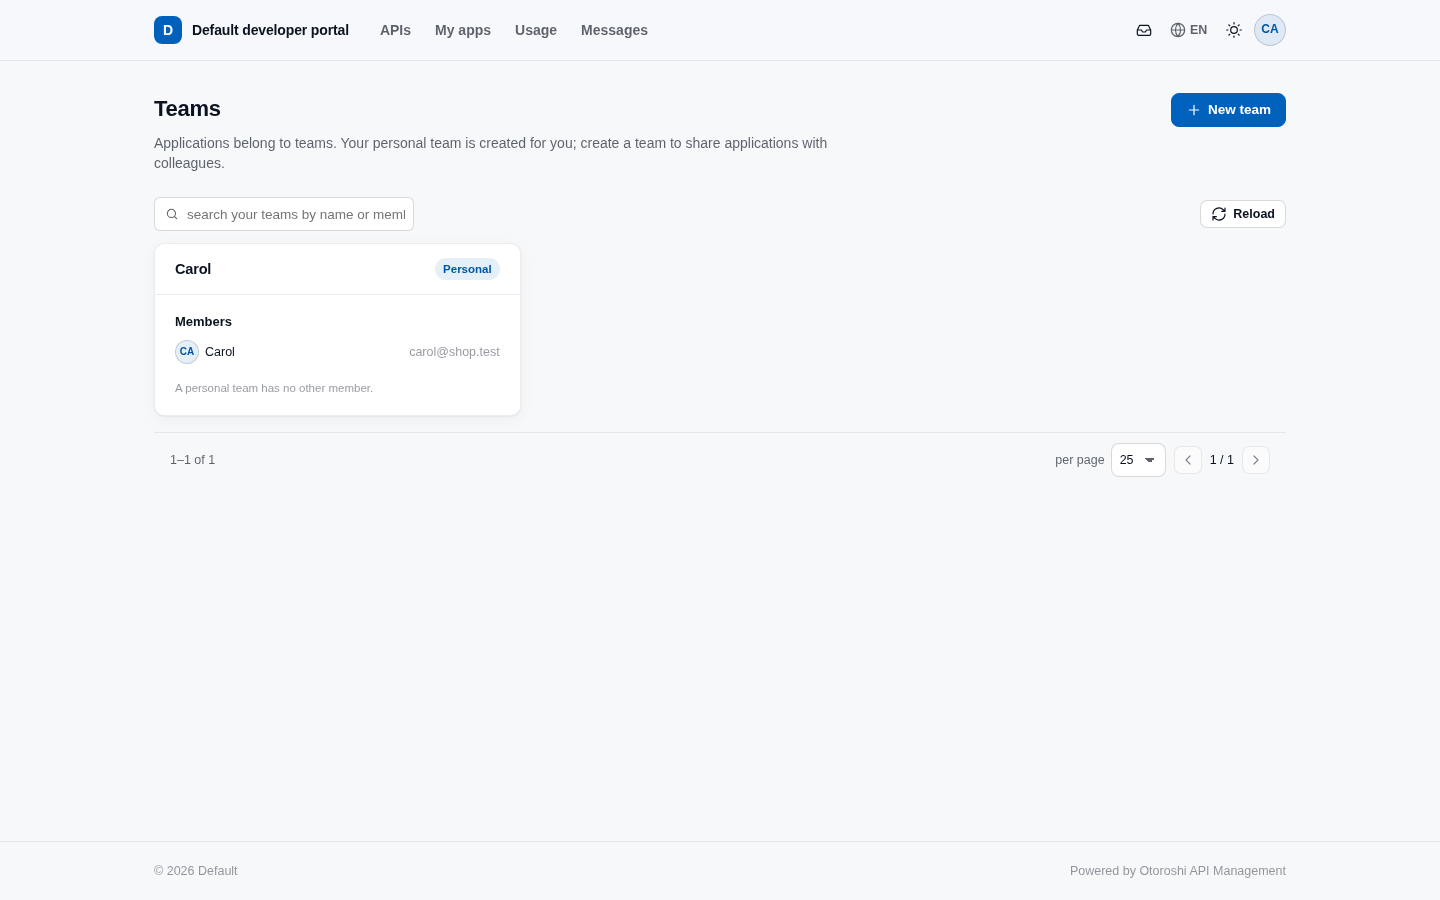 D Default developer portal APIs My apps Usage Messages EN CA
Teams
New team
Applications belong to teams. Your personal team is created for you; create a team to share applications with
colleagues.
search your teams by name or meml
Reload
Carol Personal
Members
CA Carol carol@shop.test
A personal team has no other member.
1–1 of 1 per page 25 1 / 1
© 2026 Default Powered by Otoroshi API Management